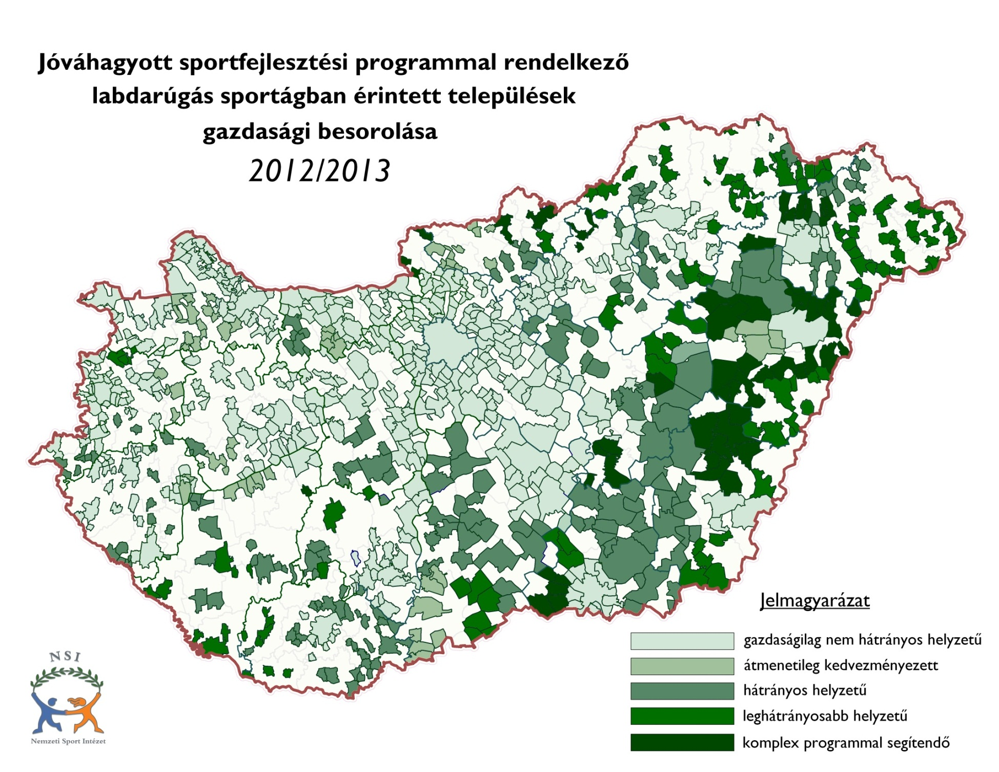 Jóváhagyott sportfejlesztési programmal rendelkező
labdarúgás sportágban érintett települések
gazdasági besorolása
2012/2013
Jelmagyarázat
gazdaságilag nem hátrányos helyzetű
átmenetileg kedvezményezett
hátrányos helyzetű
leghátrányosabb helyzetű
komplex programmal segítendő
NSI
Nemzeti Sport Intézet